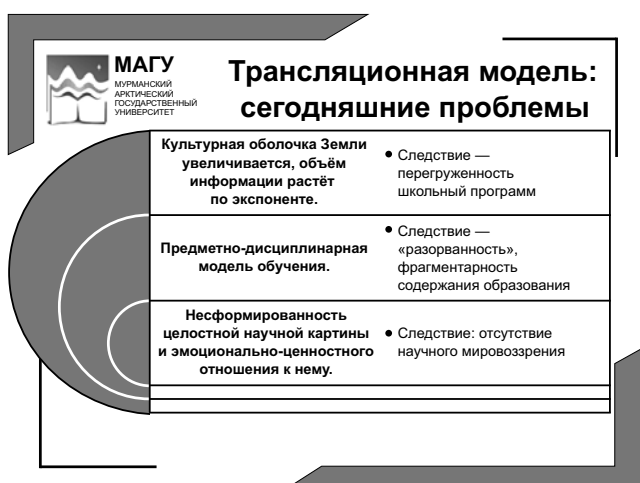 МАГУ
МУРМАНСКИЙ
АРКТИЧЕСКИЙ
ГОСУДАРСТВЕННЫЙ
УНИВЕРСИТЕТ
Трансляционная модель:
сегодняшние проблемы
Культурная оболочка Земли
увеличивается, объём
информации растёт
по экспоненте.
• Следствие —
перегруженность
школьный программ
Предметно-дисциплинарная
модель обучения.
• Следствие —
«разорванность»,
фрагментарность
содержания образования
Несформированность
целостной научной картины
и эмоционально-ценностного
отношения к нему.
• Следствие: отсутствие
научного мировоззрения